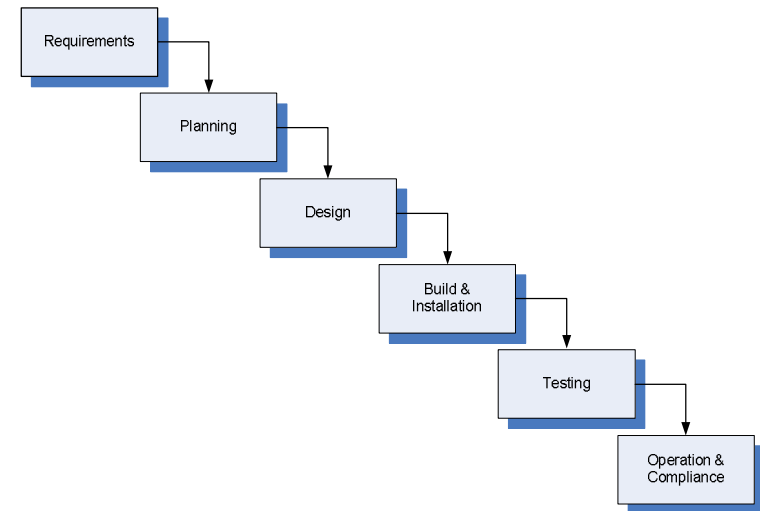 Requirements
Planning
Design
Build &
Installation
Testing
Operation &
Compliance